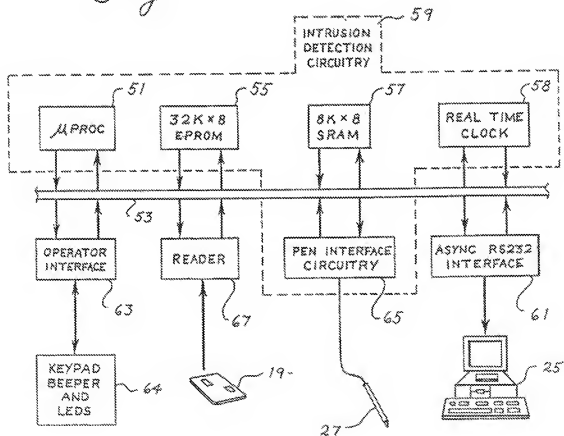 59
INTRUSION
DETECTION
CIRCUITRY
51
55
57
58
μPROC
32K×8
EPROM
8K×8
SRAM
REAL TIME
CLOCK
53
OPERATOR
INTERFACE
READER
PEN INTERFACE
CIRCUITRY
ASYNC RS232
INTERFACE
63
67
65
61
KEYPAD
BEEPER
AND
LEDS
64
19
27
25